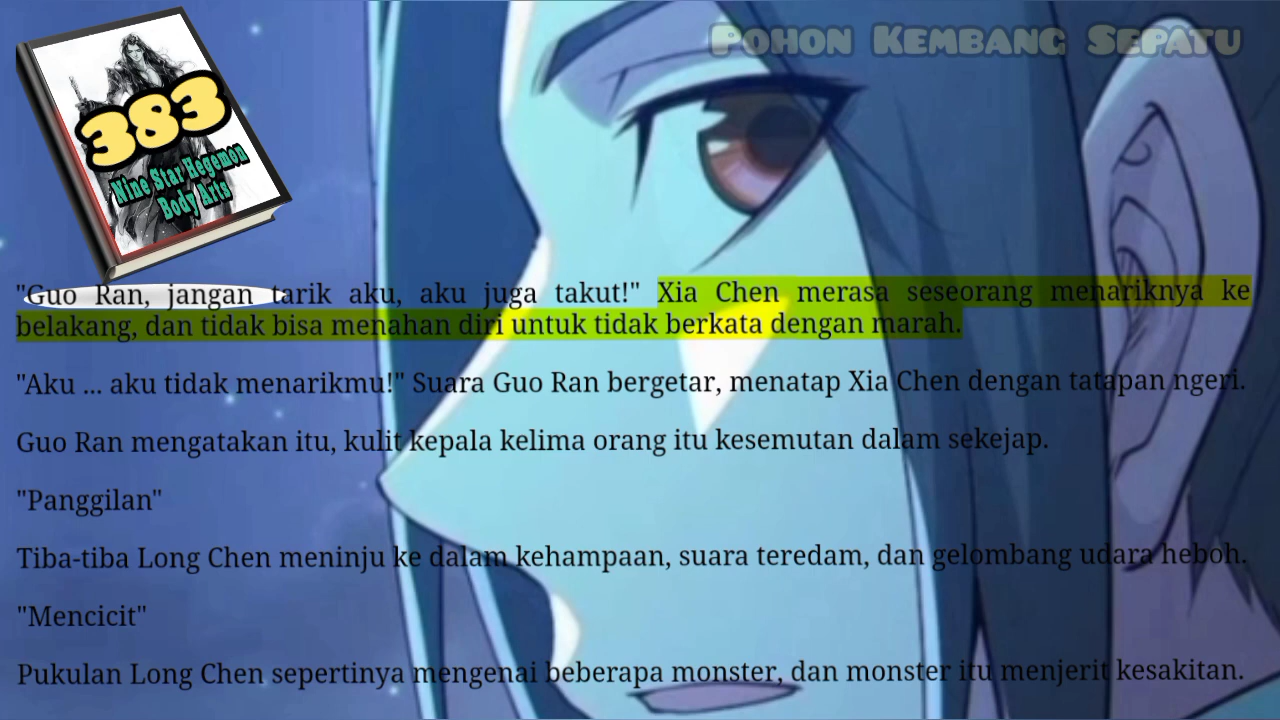 Pohon Kembang Sepatu
383
Nine Star Hegemon
Body Arts
"Guo Ran, jangan tarik aku, aku juga takut!" Xia Chen merasa seseorang menariknya ke
belakang, dan tidak bisa menahan diri untuk tidak berkata dengan marah.
"Aku ... aku tidak menarikmu!" Suara Guo Ran bergetar, menatap Xia Chen dengan tatapan ngeri.
Guo Ran mengatakan itu, kulit kepala kelima orang itu kesemutan dalam sekejap.
"Panggilan"
Tiba-tiba Long Chen meninju ke dalam kehampaan, suara teredam, dan gelombang udara heboh.
"Mencicit"
Pukulan Long Chen sepertinya mengenai beberapa monster, dan monster itu menjerit kesakitan.